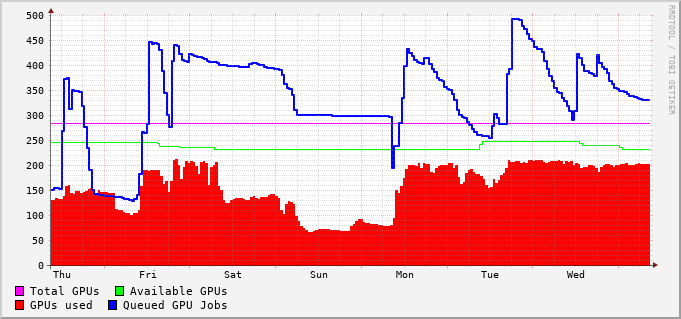 500
450
400
350
300
250
200
150
100
50
0
Thu Fri Sat Sun Mon Tue Wed
Total GPUs Available GPUs
GPUs used Queued GPU Jobs
RRDTOOL / TOBI OETIKER